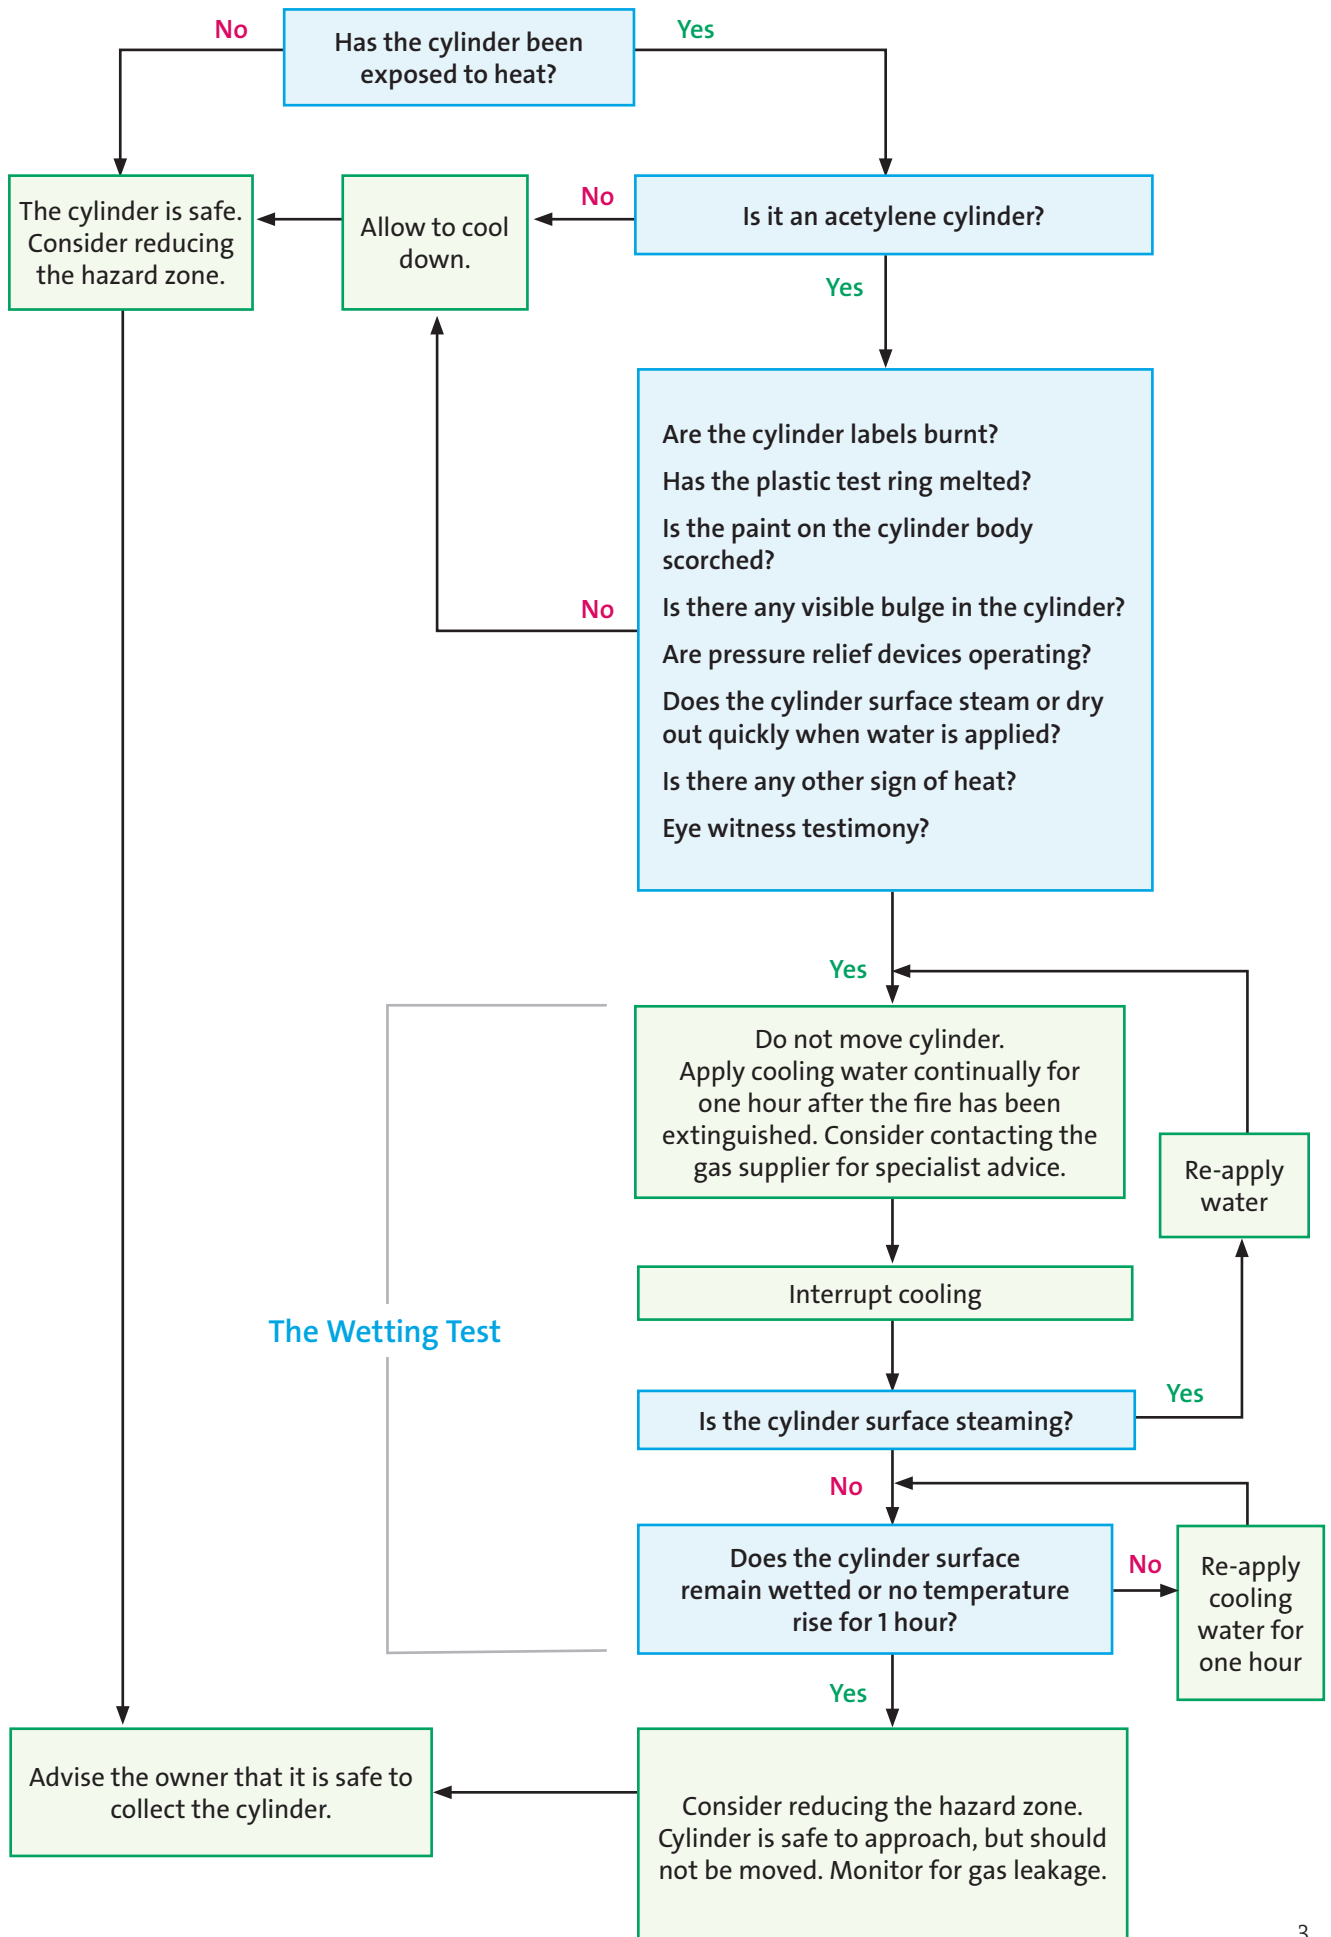 No
Has the cylinder been
exposed to heat?
Yes
The cylinder is safe.
Consider reducing
the hazard zone.
Allow to cool
down.
No
Is it an acetylene cylinder?
Yes
Are the cylinder labels burnt?
Has the plastic test ring melted?
Is the paint on the cylinder body
scorched?
Is there any visible bulge in the cylinder?
Are pressure relief devices operating?
Does the cylinder surface steam or dry
out quickly when water is applied?
Is there any other sign of heat?
Eye witness testimony?
No
Yes
Do not move cylinder.
Apply cooling water continually for
one hour after the fire has been
extinguished. Consider contacting the
gas supplier for specialist advice.
Re-apply
water
Interrupt cooling
The Wetting Test
Is the cylinder surface steaming?
Yes
No
Does the cylinder surface
remain wetted or no temperature
rise for 1 hour?
No
Re-apply
cooling
water for
one hour
Yes
Advise the owner that it is safe to
collect the cylinder.
Consider reducing the hazard zone.
Cylinder is safe to approach, but should
not be moved. Monitor for gas leakage.
3